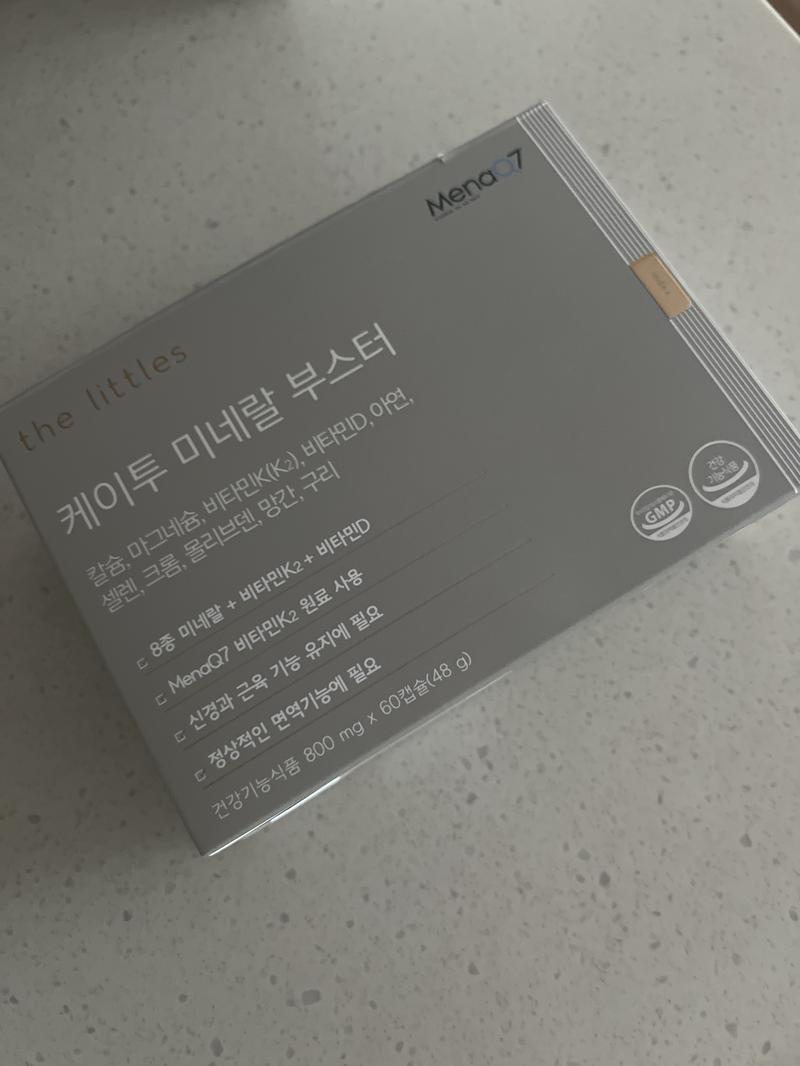 MenaQ7
the littles
케이투 미네랄 부스터
칼슘, 마그네슘, 비타민K(K2), 비타민D, 아연,
셀렌, 크롬, 몰리브덴, 망간, 구리
8종 미네랄 + 비타민K2 + 비타민D
MenaQ7 비타민K2 원료 사용
신경과 근육 기능 유지에 필요
정상적인 면역기능에 필요
건강기능식품 800 mg x 60캡슐(48 g)
GMP
건강
기능식품